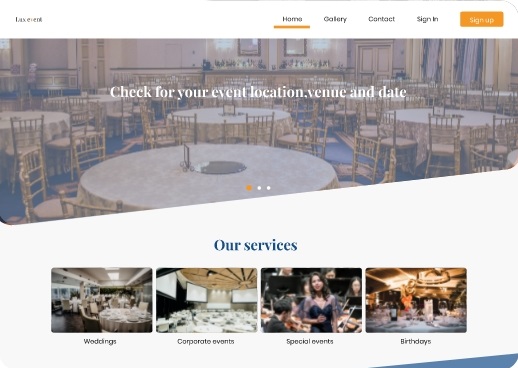 Lux event
Home Gallery Contact Sign In Sign up
Check for your event location,venue and date
Our services
Weddings Corporate events Special events Birthdays